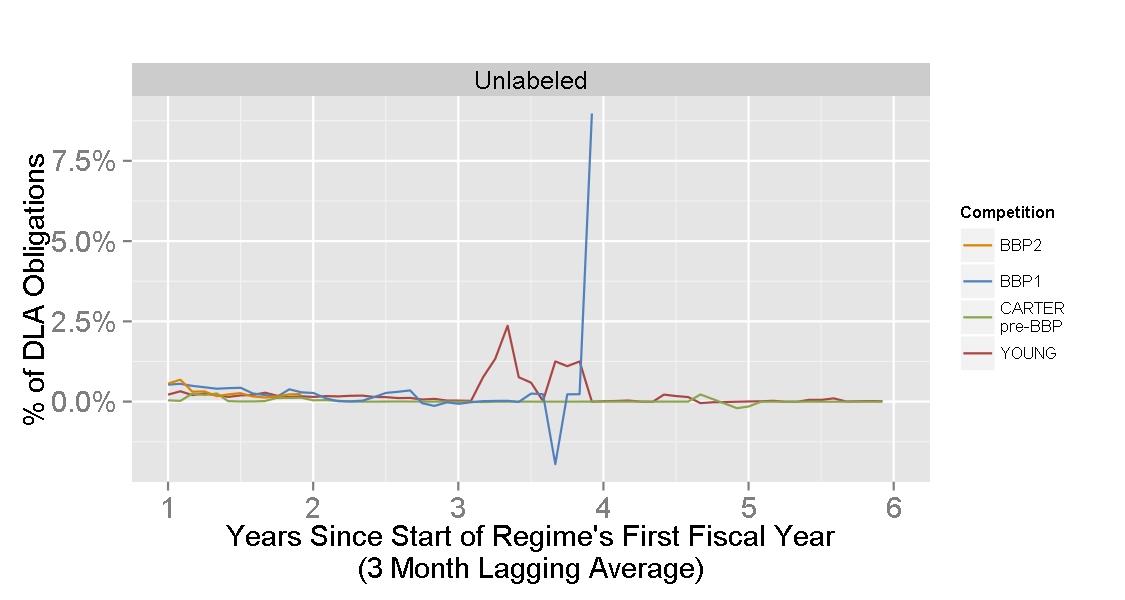 Unlabeled
% of DLA Obligations
7.5%
5.0%
2.5%
0.0%
1 2 3 4 5 6
Years Since Start of Regime's First Fiscal Year
(3 Month Lagging Average)
Competition
BBP2
BBP1
CARTER
pre-BBP
YOUNG